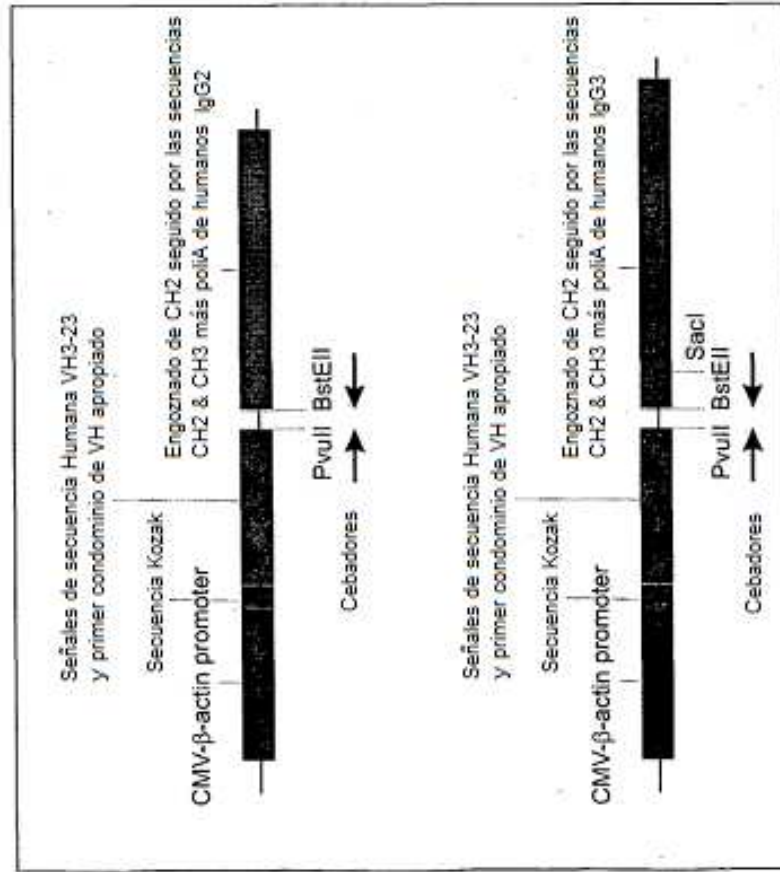 Señales de secuencia Humana VH3-23
y primer condominio de VH apropiado
Secuencia Kozak
CMV-β-actin promoter
Engoznado de CH2 seguido por las secuencias
CH2 & CH3 más poliA de humanos IgG2
PvuII BstEII
Cebadores
Señales de secuencia Humana VH3-23
y primer condominio de VH apropiado
Secuencia Kozak
CMV-β-actin promoter
Engoznado de CH2 seguido por las secuencias
CH2 & CH3 más poliA de humanos IgG3
SacI
PvuII BstEII
Cebadores